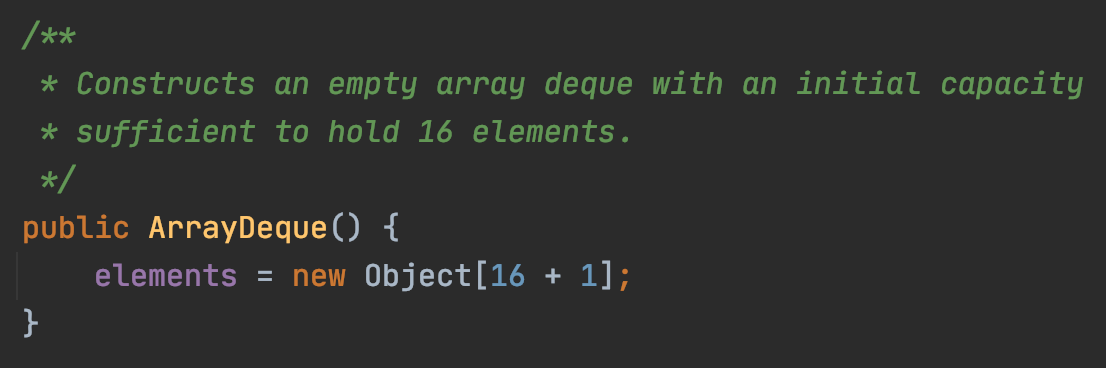 /**
 * Constructs an empty array deque with an initial capacity
 * sufficient to hold 16 elements.
 */
public ArrayDeque() {
    elements = new Object[16 + 1];
}